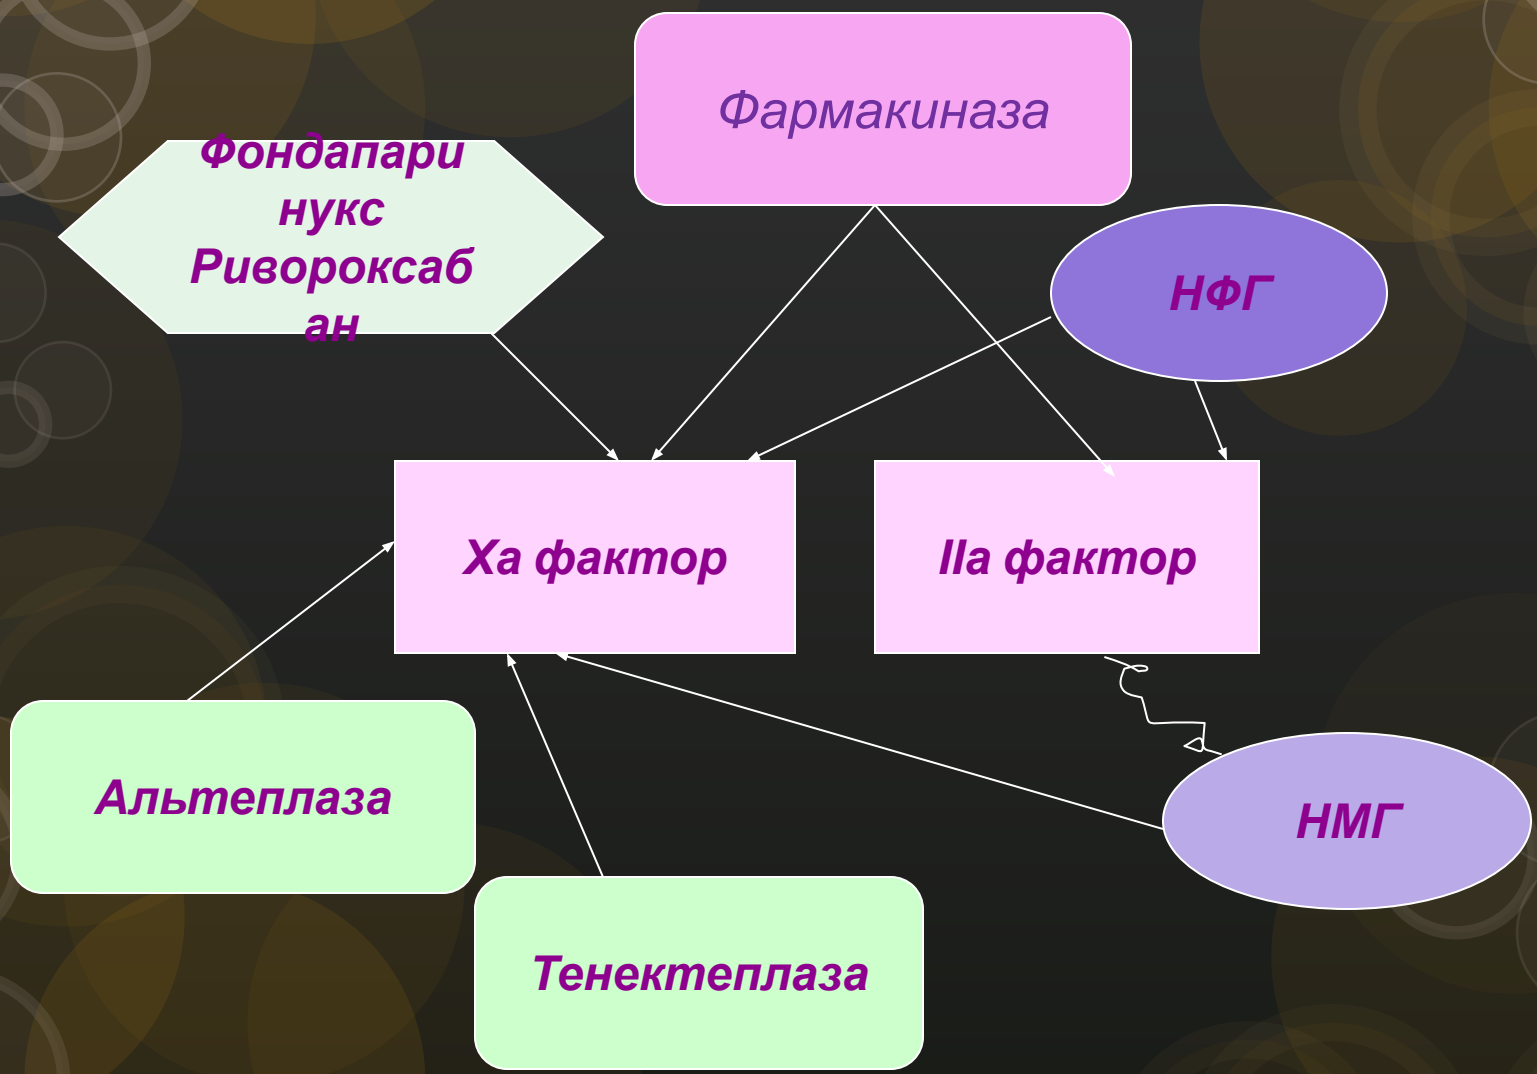 Фармакиназа
Фондапари
нукс
Ривороксаб
ан
НФГ
Xa фактор
IIa фактор
Альтеплаза
НМГ
Тенектеплаза